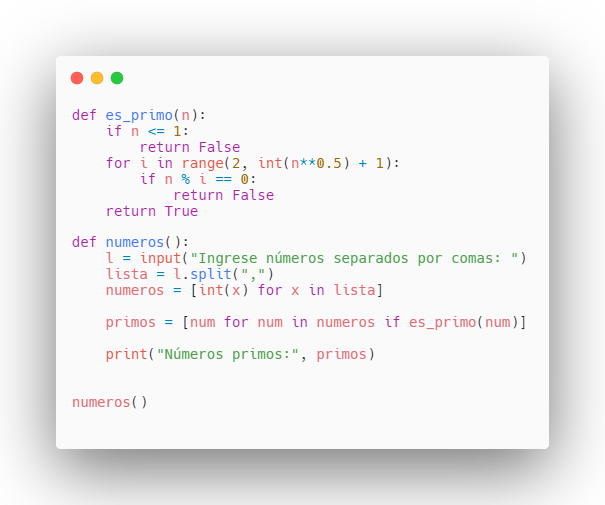 def es_primo(n):
    if n <= 1:
        return False
    for i in range(2, int(n**0.5) + 1):
        if n % i == 0:
            return False
    return True
def numeros():
    l = input("Ingrese números separados por comas: ")
    lista = l.split(",")
    numeros = [int(x) for x in lista]
    primos = [num for num in numeros if es_primo(num)]
    print("Números primos:", primos)
numeros()